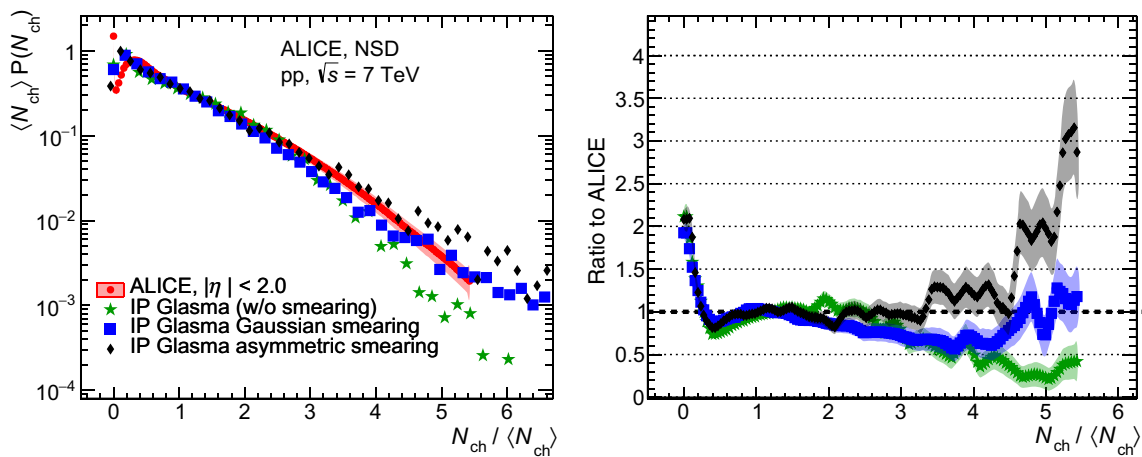 ⟨N_ch⟩ P(N_ch)
1
10⁻¹
10⁻²
10⁻³
10⁻⁴
ALICE, NSD
pp, √s = 7 TeV
ALICE, |η| < 2.0
IP Glasma (w/o smearing)
IP Glasma Gaussian smearing
IP Glasma asymmetric smearing
0 1 2 3 4 5 6
N_ch / ⟨N_ch⟩
Ratio to ALICE
4
3.5
3
2.5
2
1.5
1
0.5
0
0 1 2 3 4 5 6
N_ch / ⟨N_ch⟩